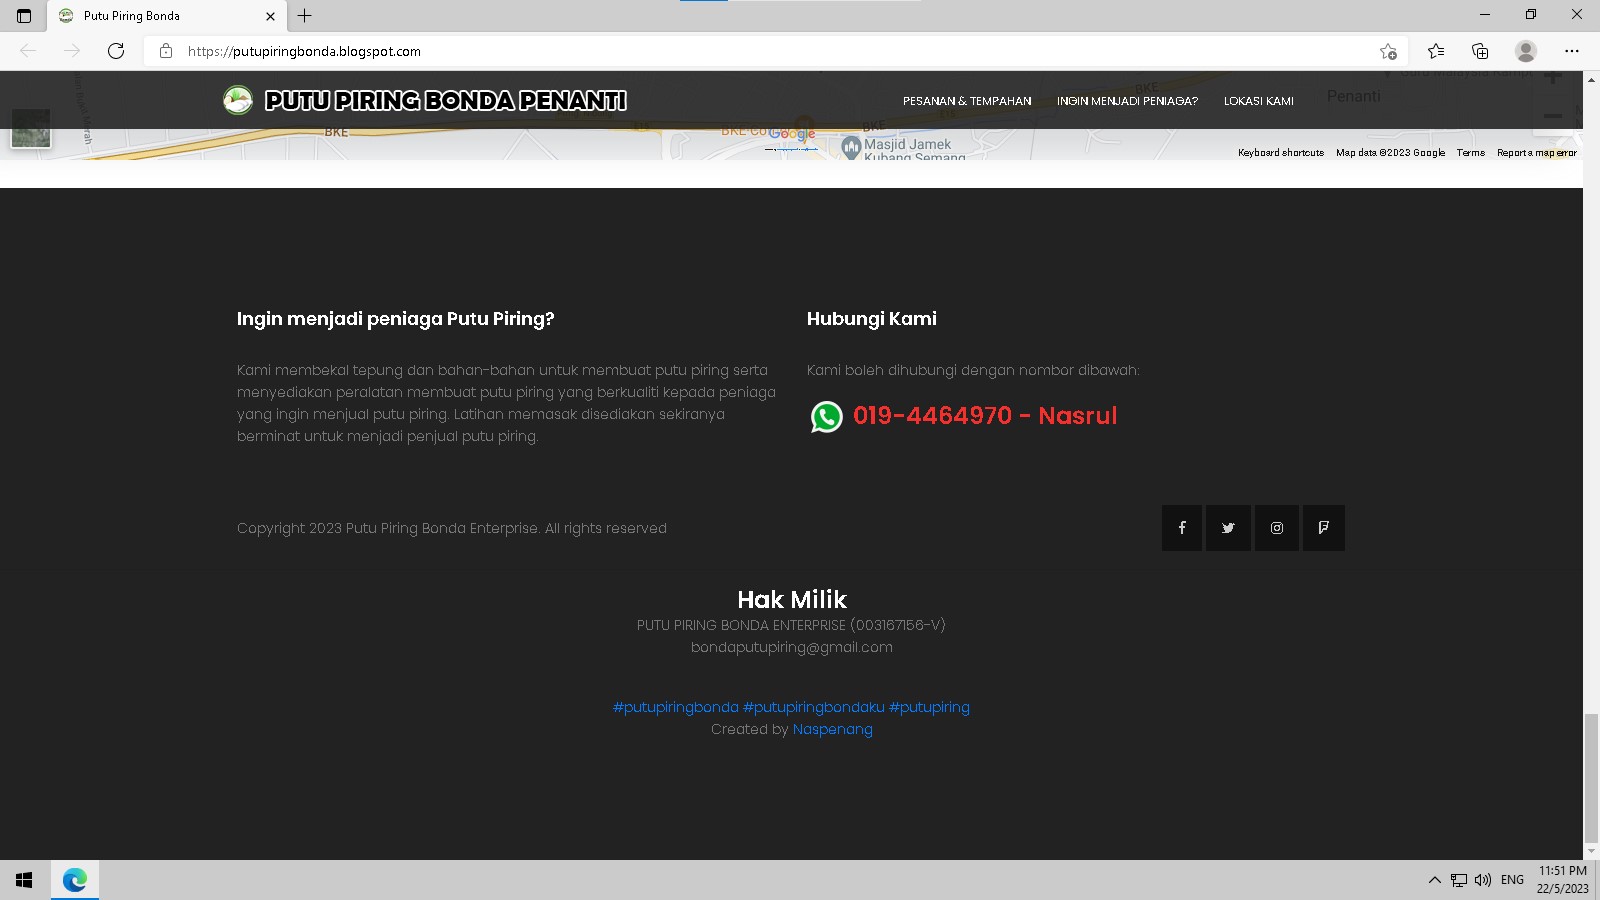 Putu Piring Bonda
https://putupiringbonda.blogspot.com
PUTU PIRING BONDA PENANTI
PESANAN & TEMPAHAN
INGIN MENJADI PENIAGA?
LOKASI KAMI
Penanti
BKE
BKE
BKE
Google
Masjid Jamek
Kubang Semang
Keyboard shortcuts
Map data ©2023 Google
Terms
Report a map error
Ingin menjadi peniaga Putu Piring?
Kami membekal tepung dan bahan-bahan untuk membuat putu piring serta
menyediakan peralatan membuat putu piring yang berkualiti kepada peniaga
yang ingin menjual putu piring. Latihan memasak disediakan sekiranya
berminat untuk menjadi penjual putu piring.
Hubungi Kami
Kami boleh dihubungi dengan nombor dibawah:
019-4464970 - Nasrul
Copyright 2023 Putu Piring Bonda Enterprise. All rights reserved
Hak Milik
PUTU PIRING BONDA ENTERPRISE (003167156-V)
bondaputupiring@gmail.com
#putupiringbonda #putupiringbondaku #putupiring
Created by Naspenang
ENG
11:51 PM
22/5/2023